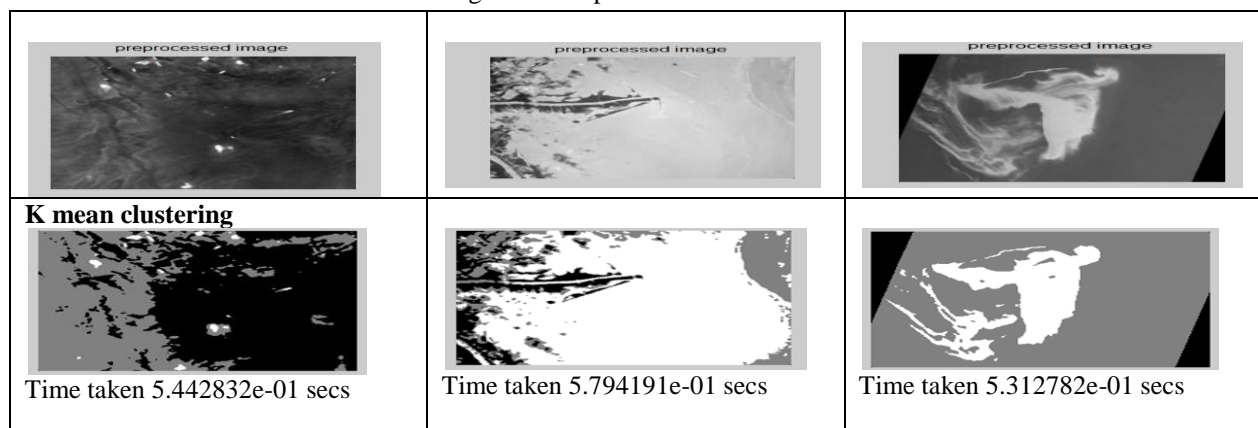 preprocessed image
preprocessed image
preprocessed image
K mean clustering
Time taken 5.442832e-01 secs
Time taken 5.794191e-01 secs
Time taken 5.312782e-01 secs